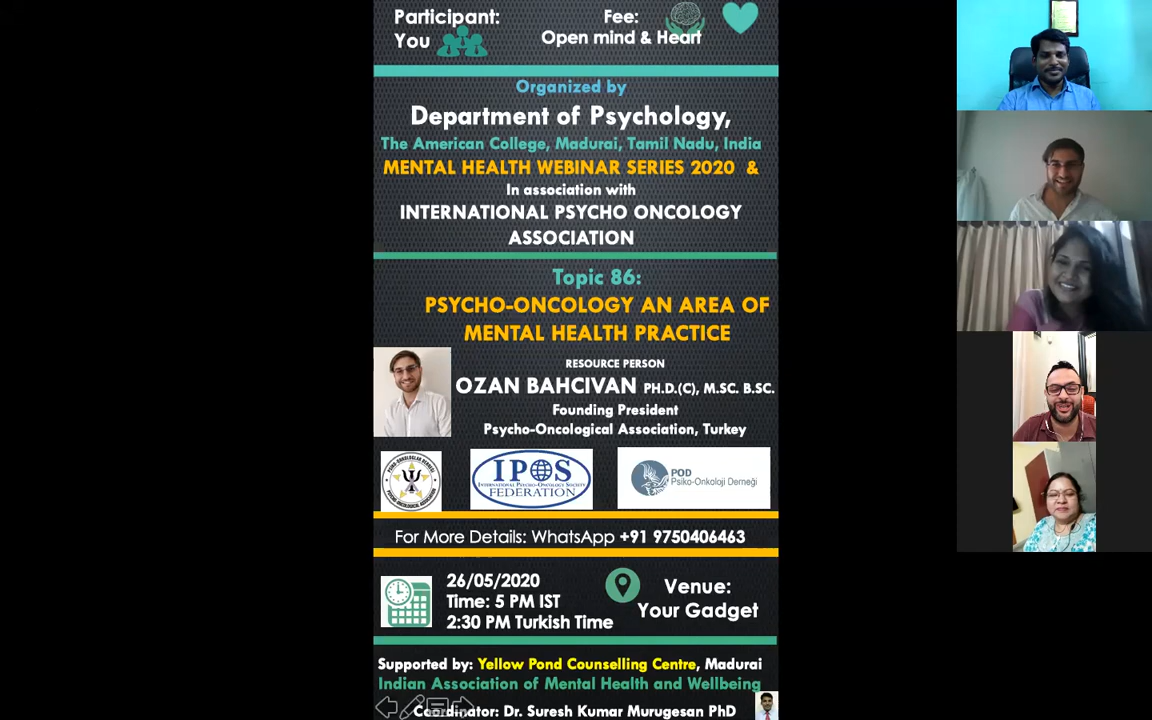 Participant:
You
Fee:
Open mind & Heart
Organized by
Department of Psychology,
The American College, Madurai, Tamil Nadu, India
MENTAL HEALTH WEBINAR SERIES 2020 &
In association with
INTERNATIONAL PSYCHO ONCOLOGY
ASSOCIATION
Topic 86:
PSYCHO-ONCOLOGY AN AREA OF
MENTAL HEALTH PRACTICE
RESOURCE PERSON
OZAN BAHCIVAN PH.D.(C), M.SC. B.SC.
Founding President
Psycho-Oncological Association, Turkey
IPOS
INTERNATIONAL PSYCHO-ONCOLOGY SOCIETY
FEDERATION
POD
Psiko-Onkoloji Derneği
For More Details: WhatsApp +91 9750406463
26/05/2020
Time: 5 PM IST
2:30 PM Turkish Time
Venue:
Your Gadget
Supported by: Yellow Pond Counselling Centre, Madurai
Indian Association of Mental Health and Wellbeing
Coordinator: Dr. Suresh Kumar Murugesan PhD